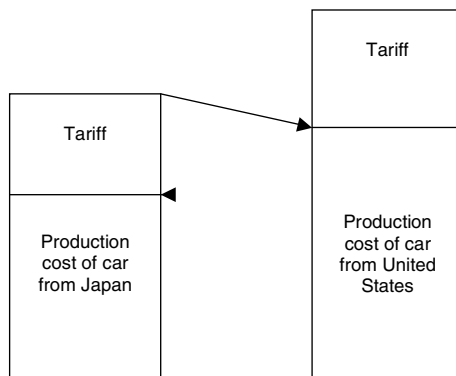 Tariff
Production
cost of car
from Japan
Tariff
Production
cost of car
from United
States